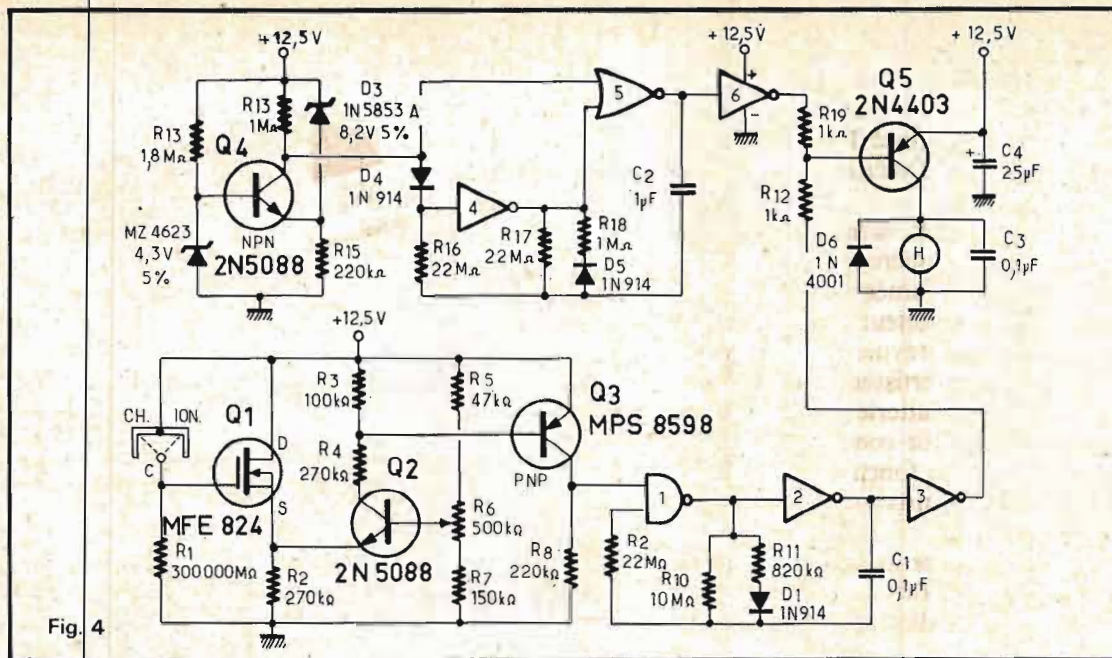 +12,5V
+12,5V
+12,5V
R13
1MΩ
D3
1N5853 A
8,2V 5%
R13
1,8MΩ
Q4
NPN
2N5088
MZ 4623
4,3V
5%
R15
220kΩ
D4
1N 914
4
5
6
+
-
R16
22MΩ
R17
22MΩ
R18
1MΩ
D5
1N914
C2
1µF
R19
1kΩ
R12
1kΩ
Q5
2N4403
+
C4
25µF
D6
1N
4001
H
C3
0,1µF
+12,5V
CH. ION.
C
Q1
D
S
MFE 824
R1
300000MΩ
R2
270kΩ
R3
100kΩ
R4
270kΩ
Q2
2N 5088
R5
47kΩ
R6
500kΩ
R7
150kΩ
Q3
MPS 8598
PNP
R8
220kΩ
1
2
3
R2
22MΩ
R10
10MΩ
R11
820kΩ
D1
1N914
C1
0,1µF
Fig. 4